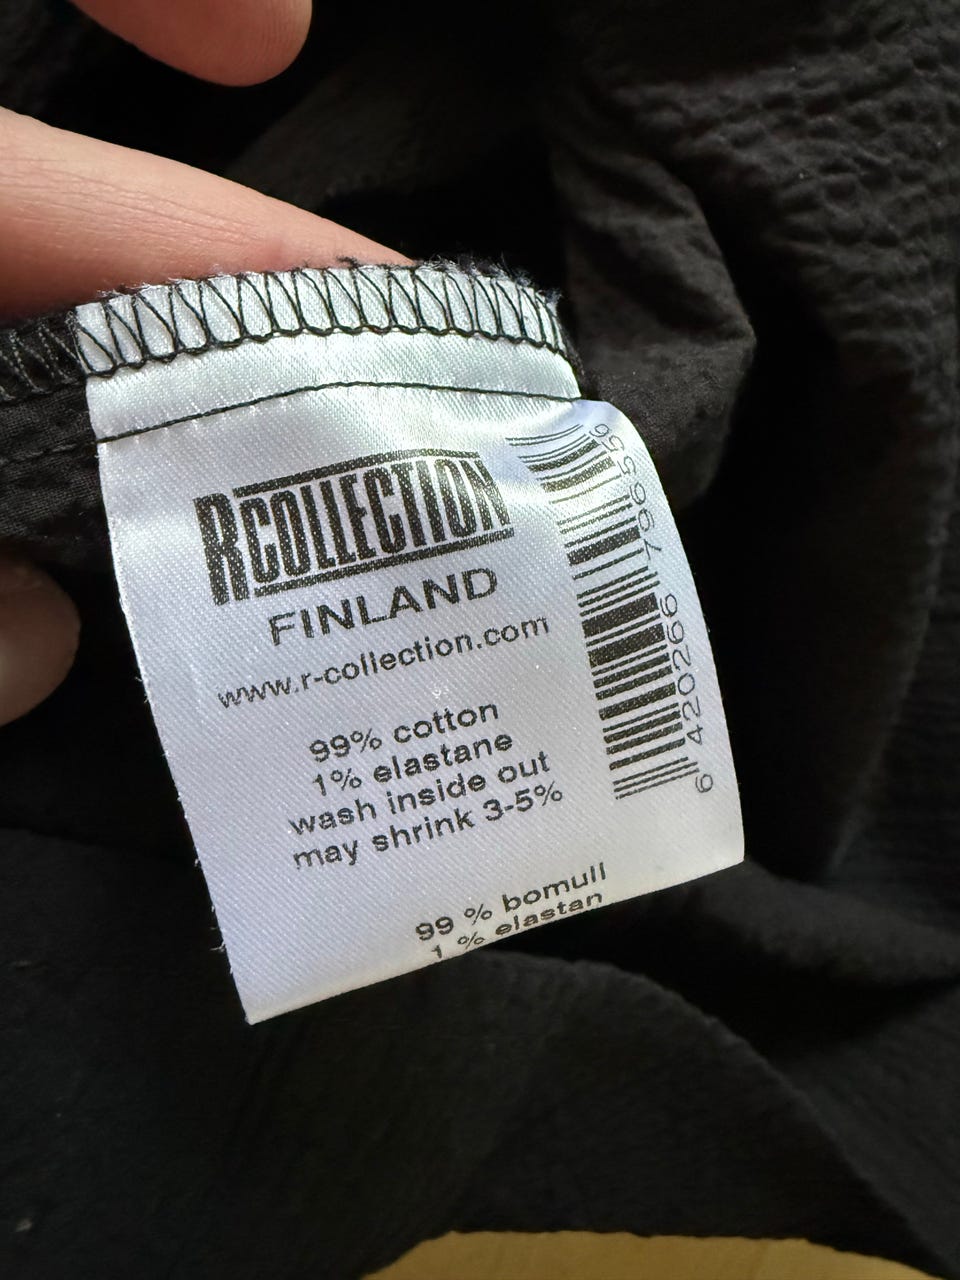 RCOLLECTION
FINLAND
www.r-collection.com
99% cotton
1% elastane
wash inside out
may shrink 3-5%
99 % bomull
1 % elastan
6 420266 796556